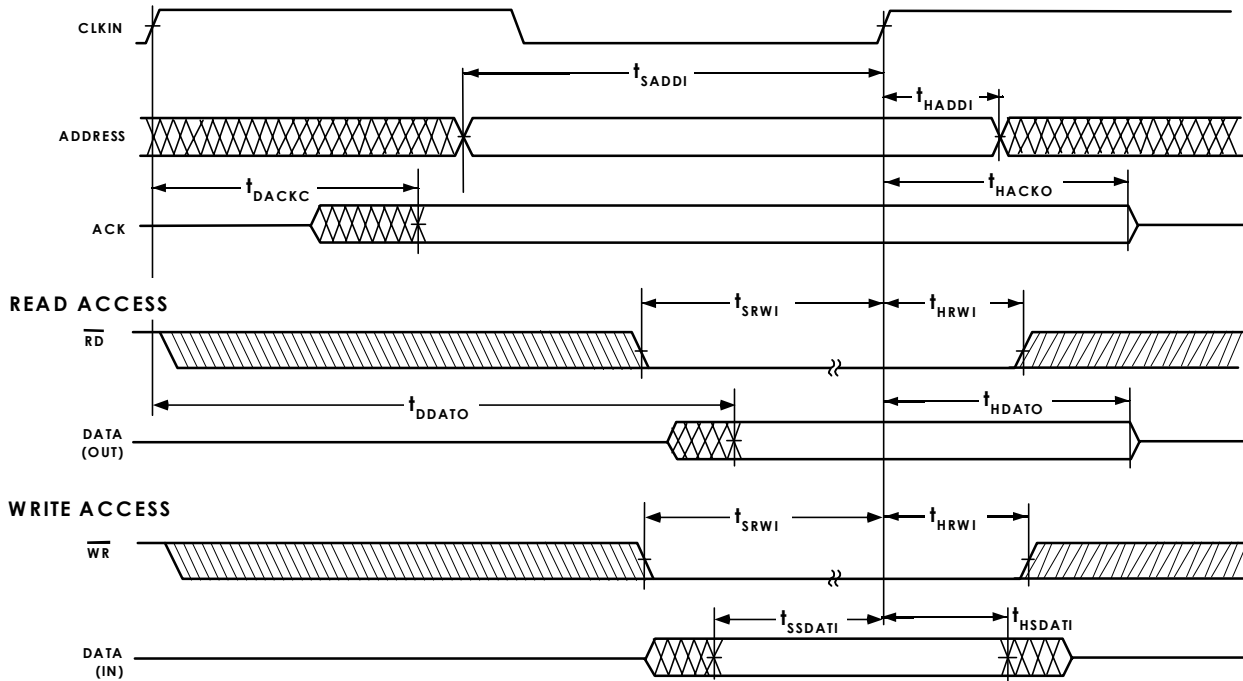 CLKIN
tSADDI
tHADDI
ADDRESS
tDACKC
tHACKO
ACK
READ ACCESS
tSRWI tHRWI
RD
tDDATO tHDATO
DATA
(OUT)
WRITE ACCESS
tSRWI tHRWI
WR
tSSDATI tHSDATI
DATA
(IN)